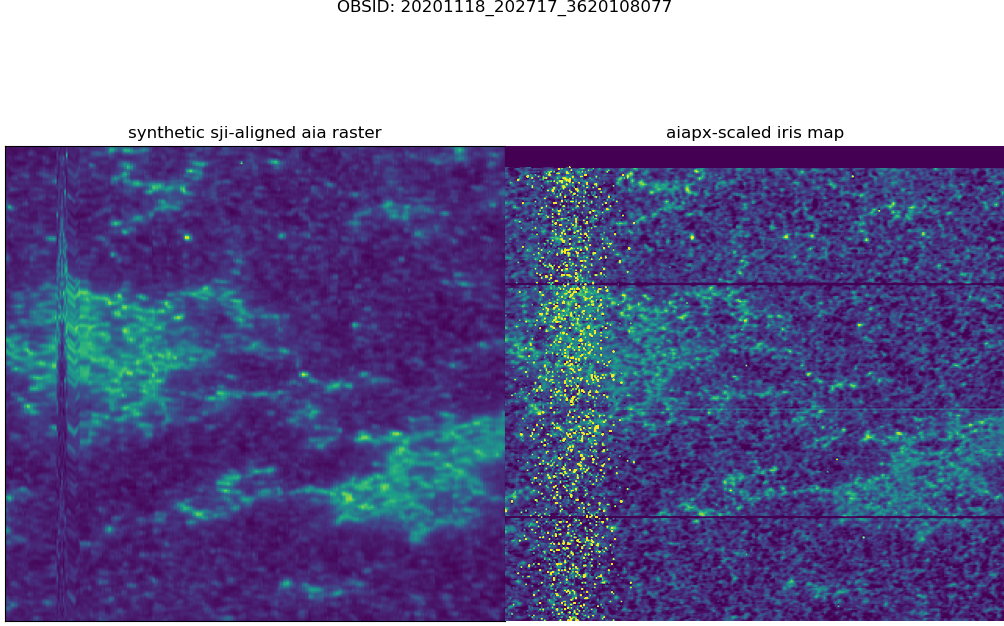 OBSID: 20201118_202717_3620108077
synthetic sji-aligned aia raster
aiapx-scaled iris map